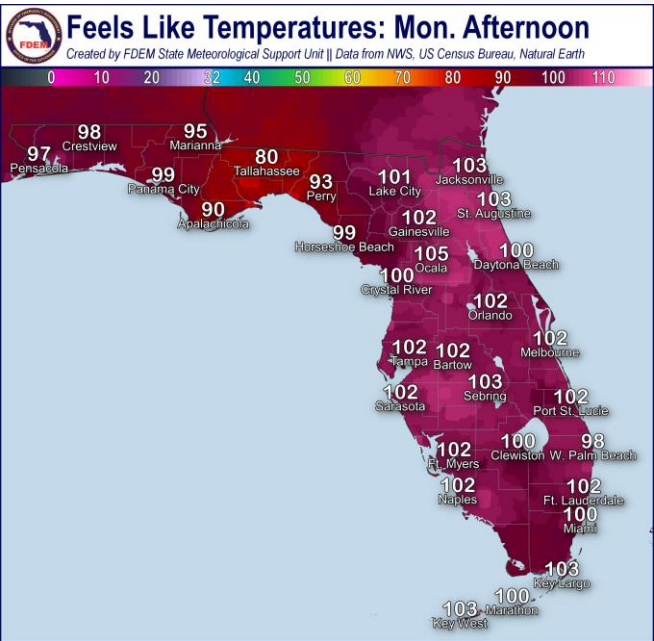 Feels Like Temperatures: Mon. Afternoon
Created by FDEM State Meteorological Support Unit || Data from NWS, US Census Bureau, Natural Earth
FDEM
0 10 20 32 40 50 60 70 80 90 100 110
98
Crestview
95
Marianna
97
Pensacola
80
Tallahassee
99
Panama City
93
Perry
101
Lake City
103
Jacksonville
90
Apalachicola
103
St. Augustine
102
Gainesville
99
Horseshoe Beach
105
Ocala
100
Daytona Beach
100
Crystal River
102
Orlando
102
Tampa
102
Bartow
102
Melbourne
103
Sebring
102
Sarasota
102
Port St. Lucie
102
Ft. Myers
100
Clewiston
98
W. Palm Beach
102
Naples
102
Ft. Lauderdale
100
Miami
103
Key Largo
100
Marathon
103
Key West